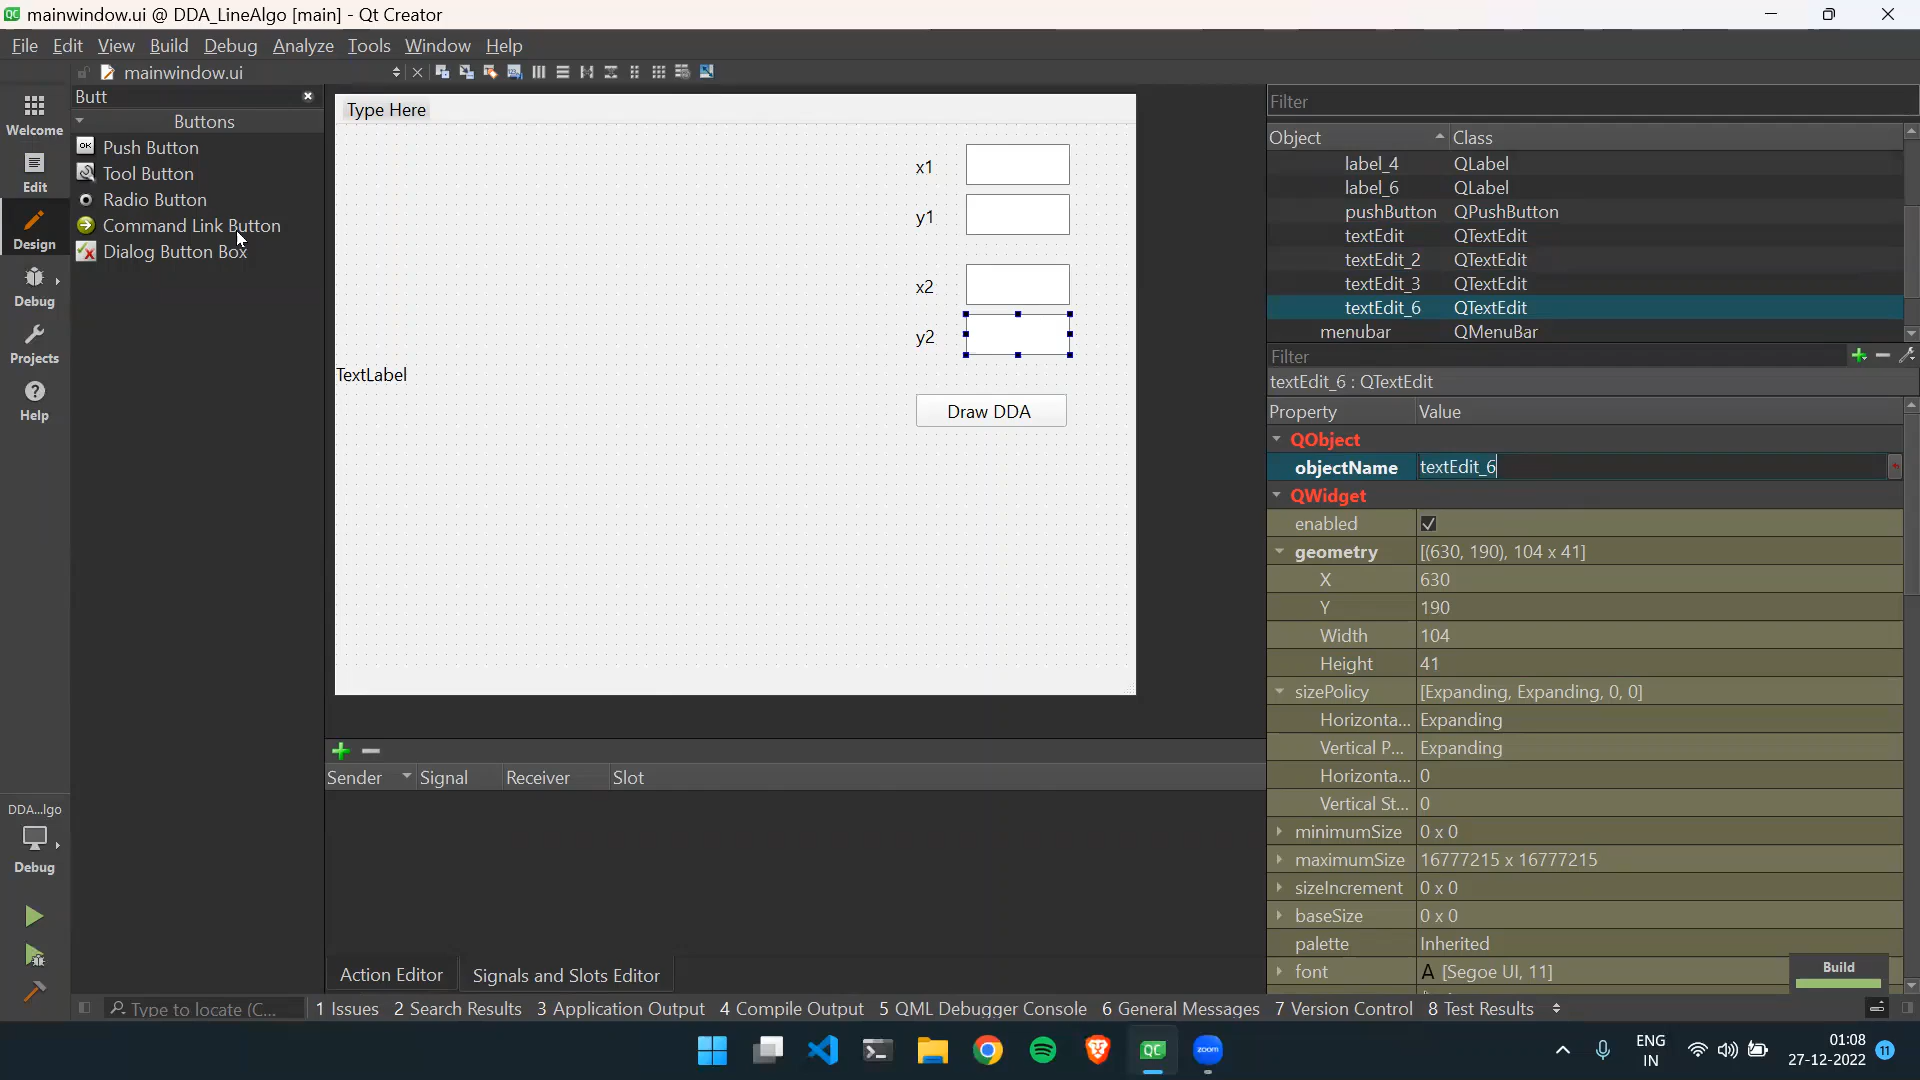 mainwindow.ui @ DDA_LineAlgo [main] - Qt Creator
File Edit View Build Debug Analyze Tools Window Help
mainwindow.ui
Welcome
Edit
Design
Debug
Projects
Help
DDA...lgo
Debug
Butt
Buttons
Push Button
Tool Button
Radio Button
Command Link Button
Dialog Button Box
Type Here
x1
y1
x2
y2
TextLabel
Draw DDA
Sender Signal Receiver Slot
Action Editor Signals and Slots Editor
Filter
Object Class
label_4 QLabel
label_6 QLabel
pushButton QPushButton
textEdit QTextEdit
textEdit_2 QTextEdit
textEdit_3 QTextEdit
textEdit_6 QTextEdit
menubar QMenuBar
Filter
textEdit_6 : QTextEdit
Property Value
QObject
objectName textEdit_6
QWidget
enabled
geometry [(630, 190), 104 x 41]
X 630
Y 190
Width 104
Height 41
sizePolicy [Expanding, Expanding, 0, 0]
Horizonta... Expanding
Vertical P... Expanding
Horizonta... 0
Vertical St... 0
minimumSize 0 x 0
maximumSize 16777215 x 16777215
sizeIncrement 0 x 0
baseSize 0 x 0
palette Inherited
font A [Segoe UI, 11]
Build
Type to locate (C... 1 Issues 2 Search Results 3 Application Output 4 Compile Output 5 QML Debugger Console 6 General Messages 7 Version Control 8 Test Results
QC zoom
ENG
IN
01:08
27-12-2022
11